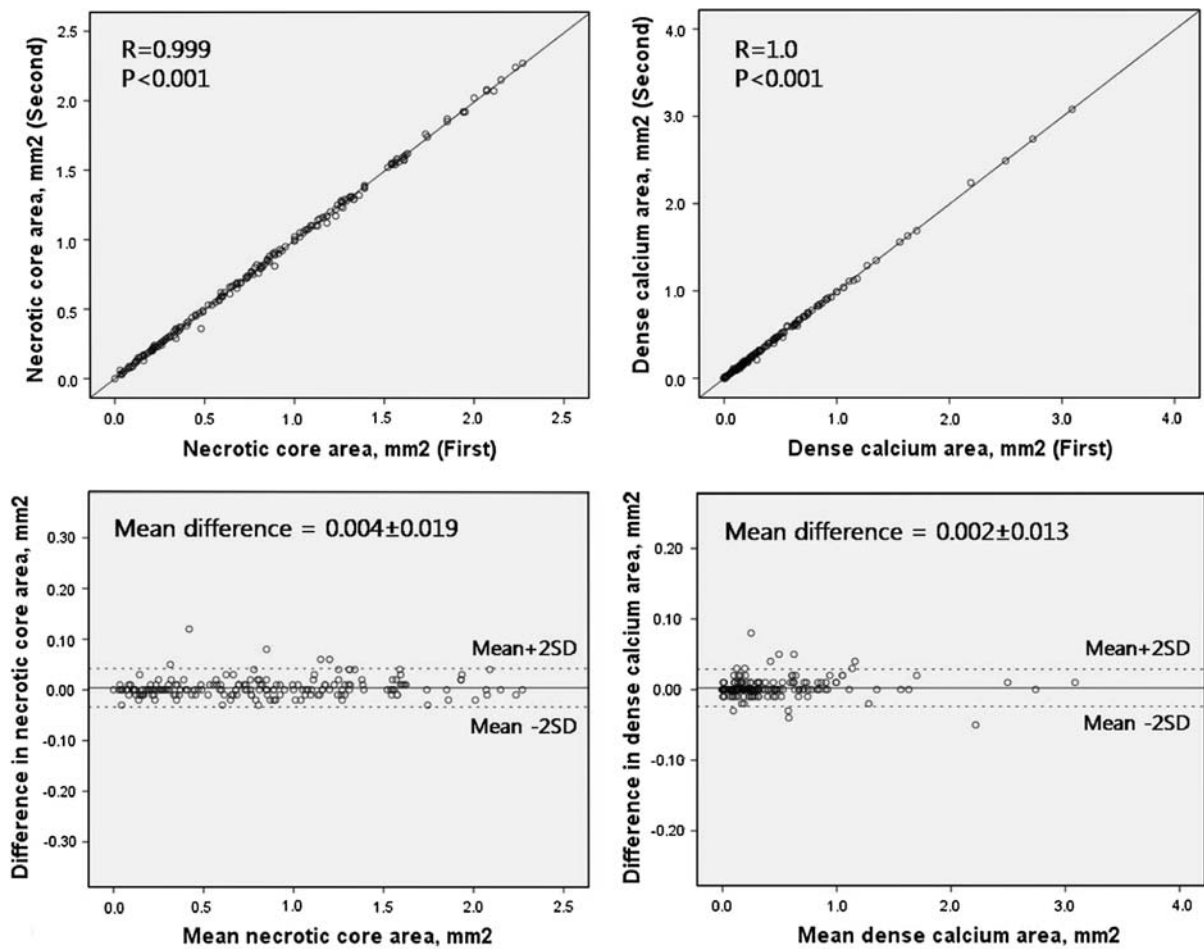 R=0.999
P<0.001
Necrotic core area, mm2 (Second)
2.5
2.0
1.5
1.0
0.5
0.0
0.0 0.5 1.0 1.5 2.0 2.5
Necrotic core area, mm2 (First)
R=1.0
P<0.001
Dense calcium area, mm2 (Second)
4.0
3.0
2.0
1.0
0.0
0.0 1.0 2.0 3.0 4.0
Dense calcium area, mm2 (First)
Mean difference = 0.004±0.019
Difference in necrotic core area, mm2
0.30
0.20
0.10
0.00
-0.10
-0.20
-0.30
Mean+2SD
Mean -2SD
0.0 0.5 1.0 1.5 2.0 2.5
Mean necrotic core area, mm2
Mean difference = 0.002±0.013
Difference in dense calcium area, mm2
0.20
0.10
0.00
-0.10
-0.20
Mean+2SD
Mean -2SD
0.0 1.0 2.0 3.0 4.0
Mean dense calcium area, mm2